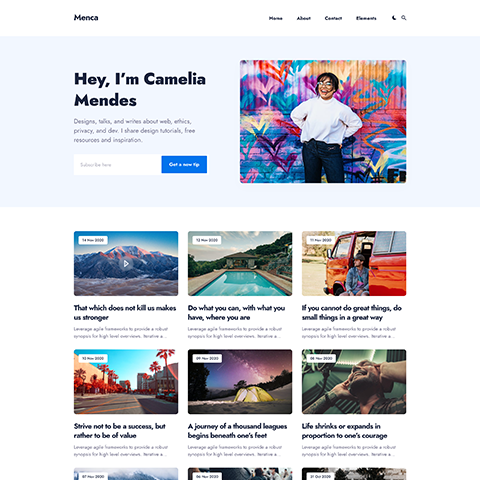 Menca
Home About Contact Elements
Hey, I'm Camelia
Mendes
Designs, talks, and writes about web, ethics,
privacy, and dev. I share design tutorials, free
resources and inspiration.
Subscribe here
Get a new tip
14 Nov 2020
12 Nov 2020
11 Nov 2020
That which does not kill us makes
us stronger
Do what you can, with what you
have, where you are
If you cannot do great things, do
small things in a great way
Leverage agile frameworks to provide a robust
synopsis for high level overviews. Iterative a...
Leverage agile frameworks to provide a robust
synopsis for high level overviews. Iterative a...
Leverage agile frameworks to provide a robust
synopsis for high level overviews. Iterative a...
10 Nov 2020
09 Nov 2020
08 Nov 2020
Strive not to be a success, but
rather to be of value
A journey of a thousand leagues
begins beneath one's feet
Life shrinks or expands in
proportion to one's courage
Leverage agile frameworks to provide a robust
synopsis for high level overviews. Iterative a...
Leverage agile frameworks to provide a robust
synopsis for high level overviews. Iterative a...
Leverage agile frameworks to provide a robust
synopsis for high level overviews. Iterative a...
07 Nov 2020
06 Nov 2020
31 Oct 2020